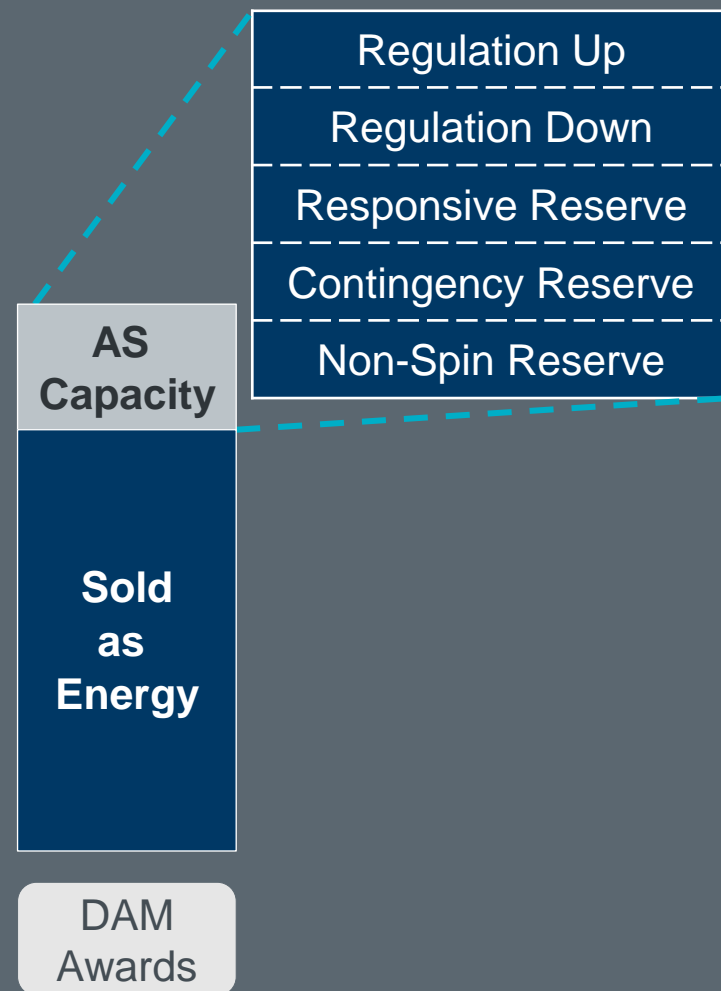 Regulation Up
Regulation Down
Responsive Reserve
Contingency Reserve
Non-Spin Reserve
AS
Capacity
Sold
as
Energy
DAM
Awards